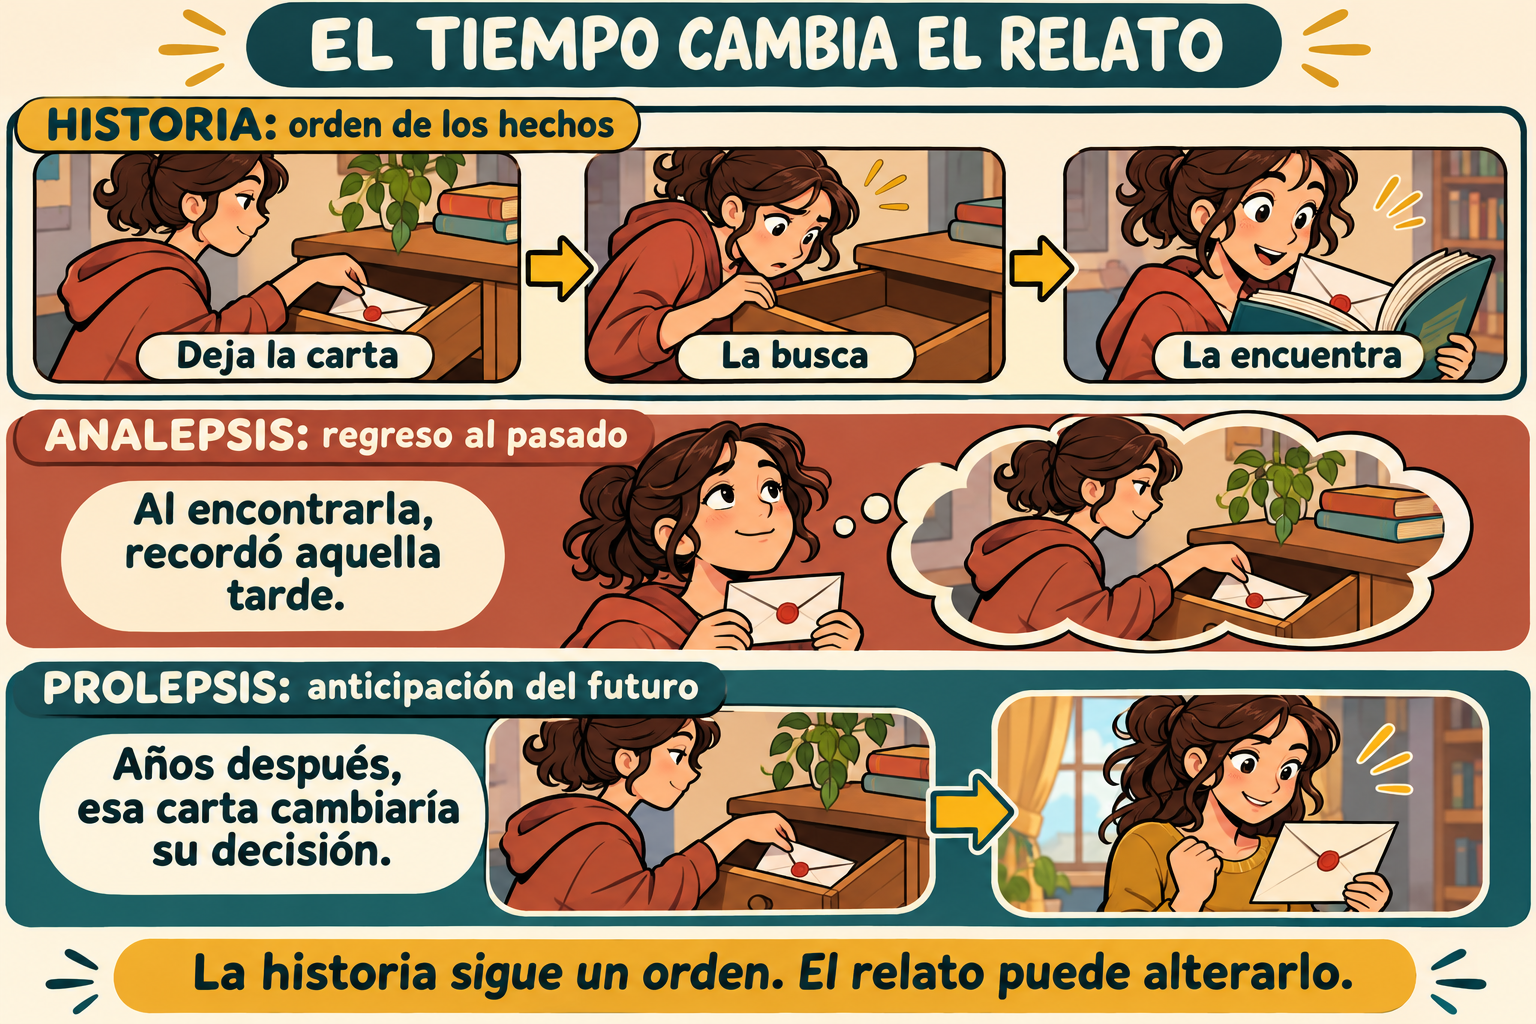 EL TIEMPO CAMBIA EL RELATO
HISTORIA: orden de los hechos
Deja la carta
La busca
La encuentra
ANALEPSIS: regreso al pasado
Al encontrarla,
recordó aquella
tarde.
PROLEPSIS: anticipación del futuro
Años después,
esa carta cambiaría
su decisión.
La historia sigue un orden. El relato puede alterarlo.